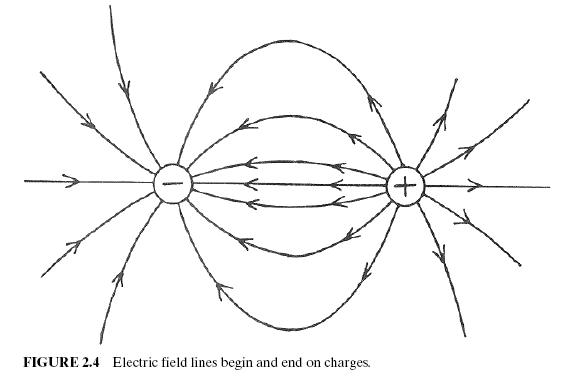 − +
FIGURE 2.4 Electric field lines begin and end on charges.